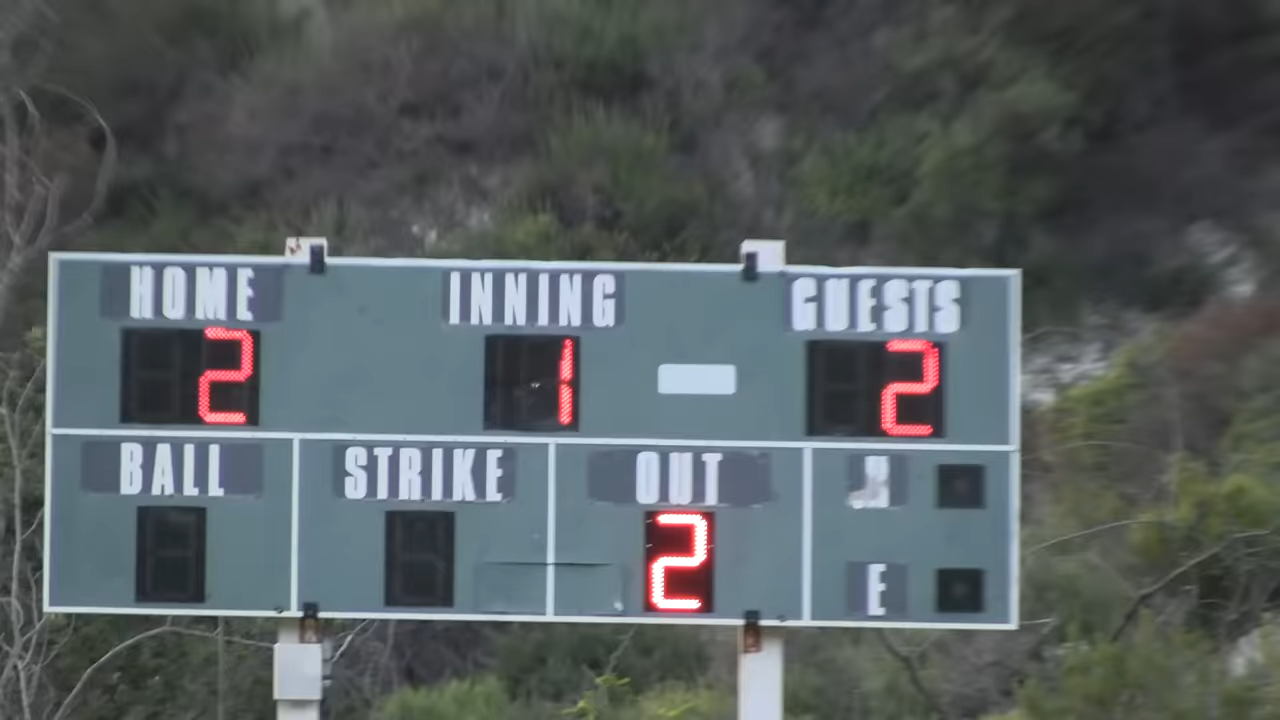 HOME INNING GUESTS
2 1 2
BALL STRIKE OUT
2
E